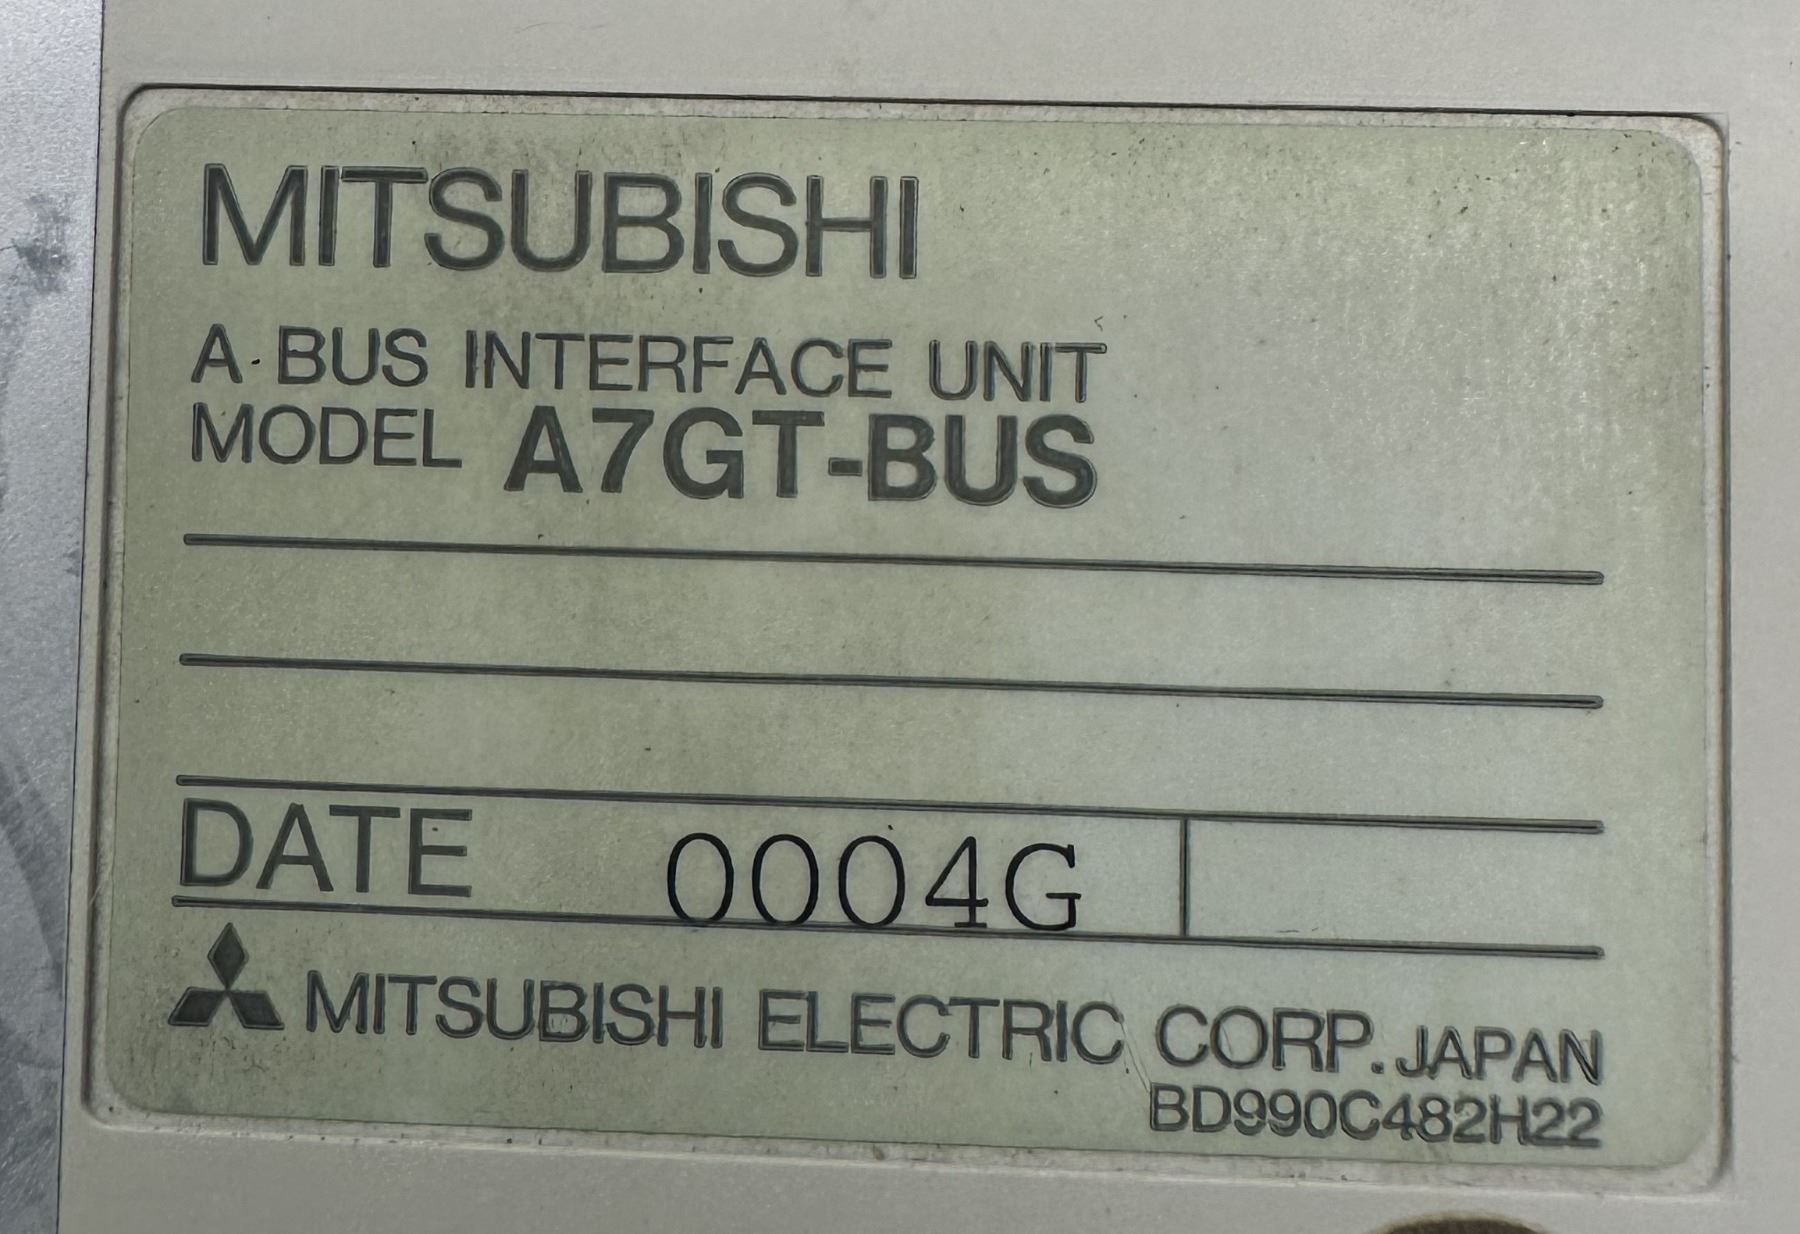 MITSUBISHI
A·BUS INTERFACE UNIT
MODEL A7GT-BUS
DATE 0004G
MITSUBISHI ELECTRIC CORP. JAPAN
BD990C482H22